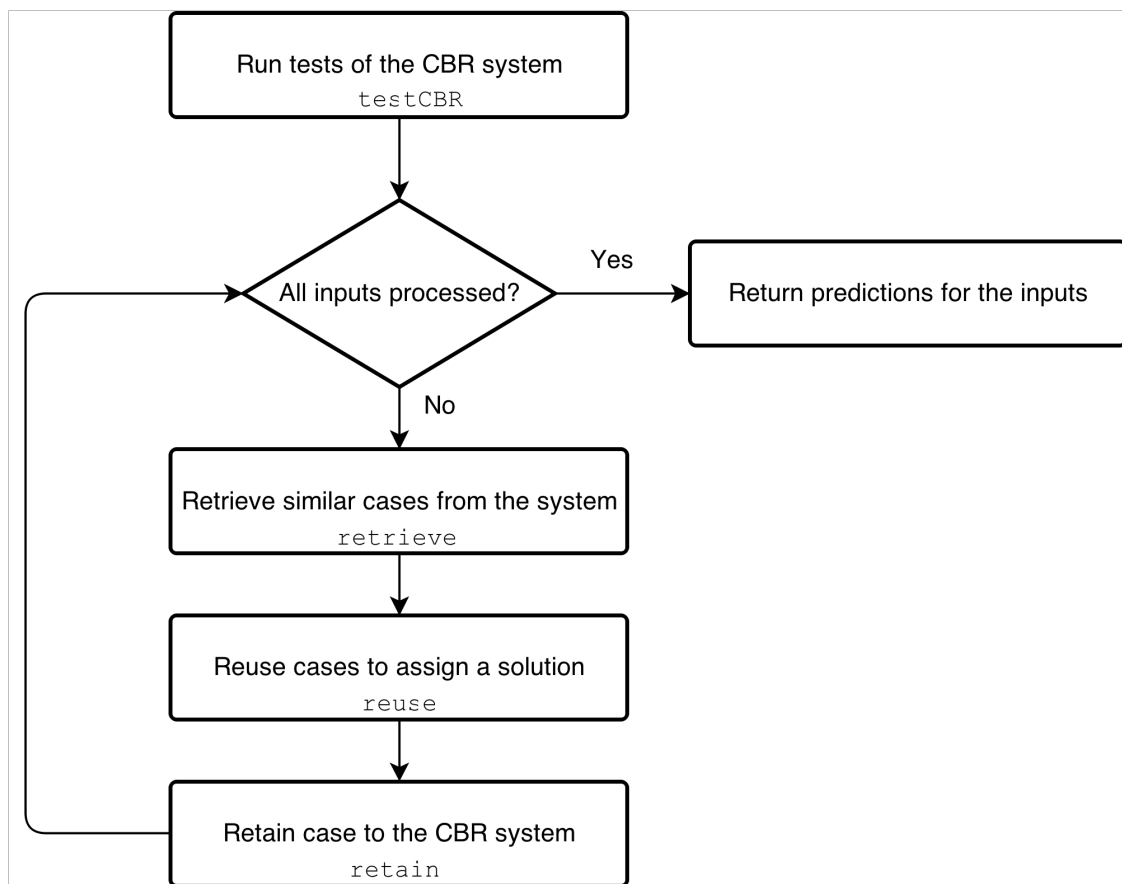 Run tests of the CBR system
testCBR
All inputs processed?
Yes
Return predictions for the inputs
No
Retrieve similar cases from the system
retrieve
Reuse cases to assign a solution
reuse
Retain case to the CBR system
retain